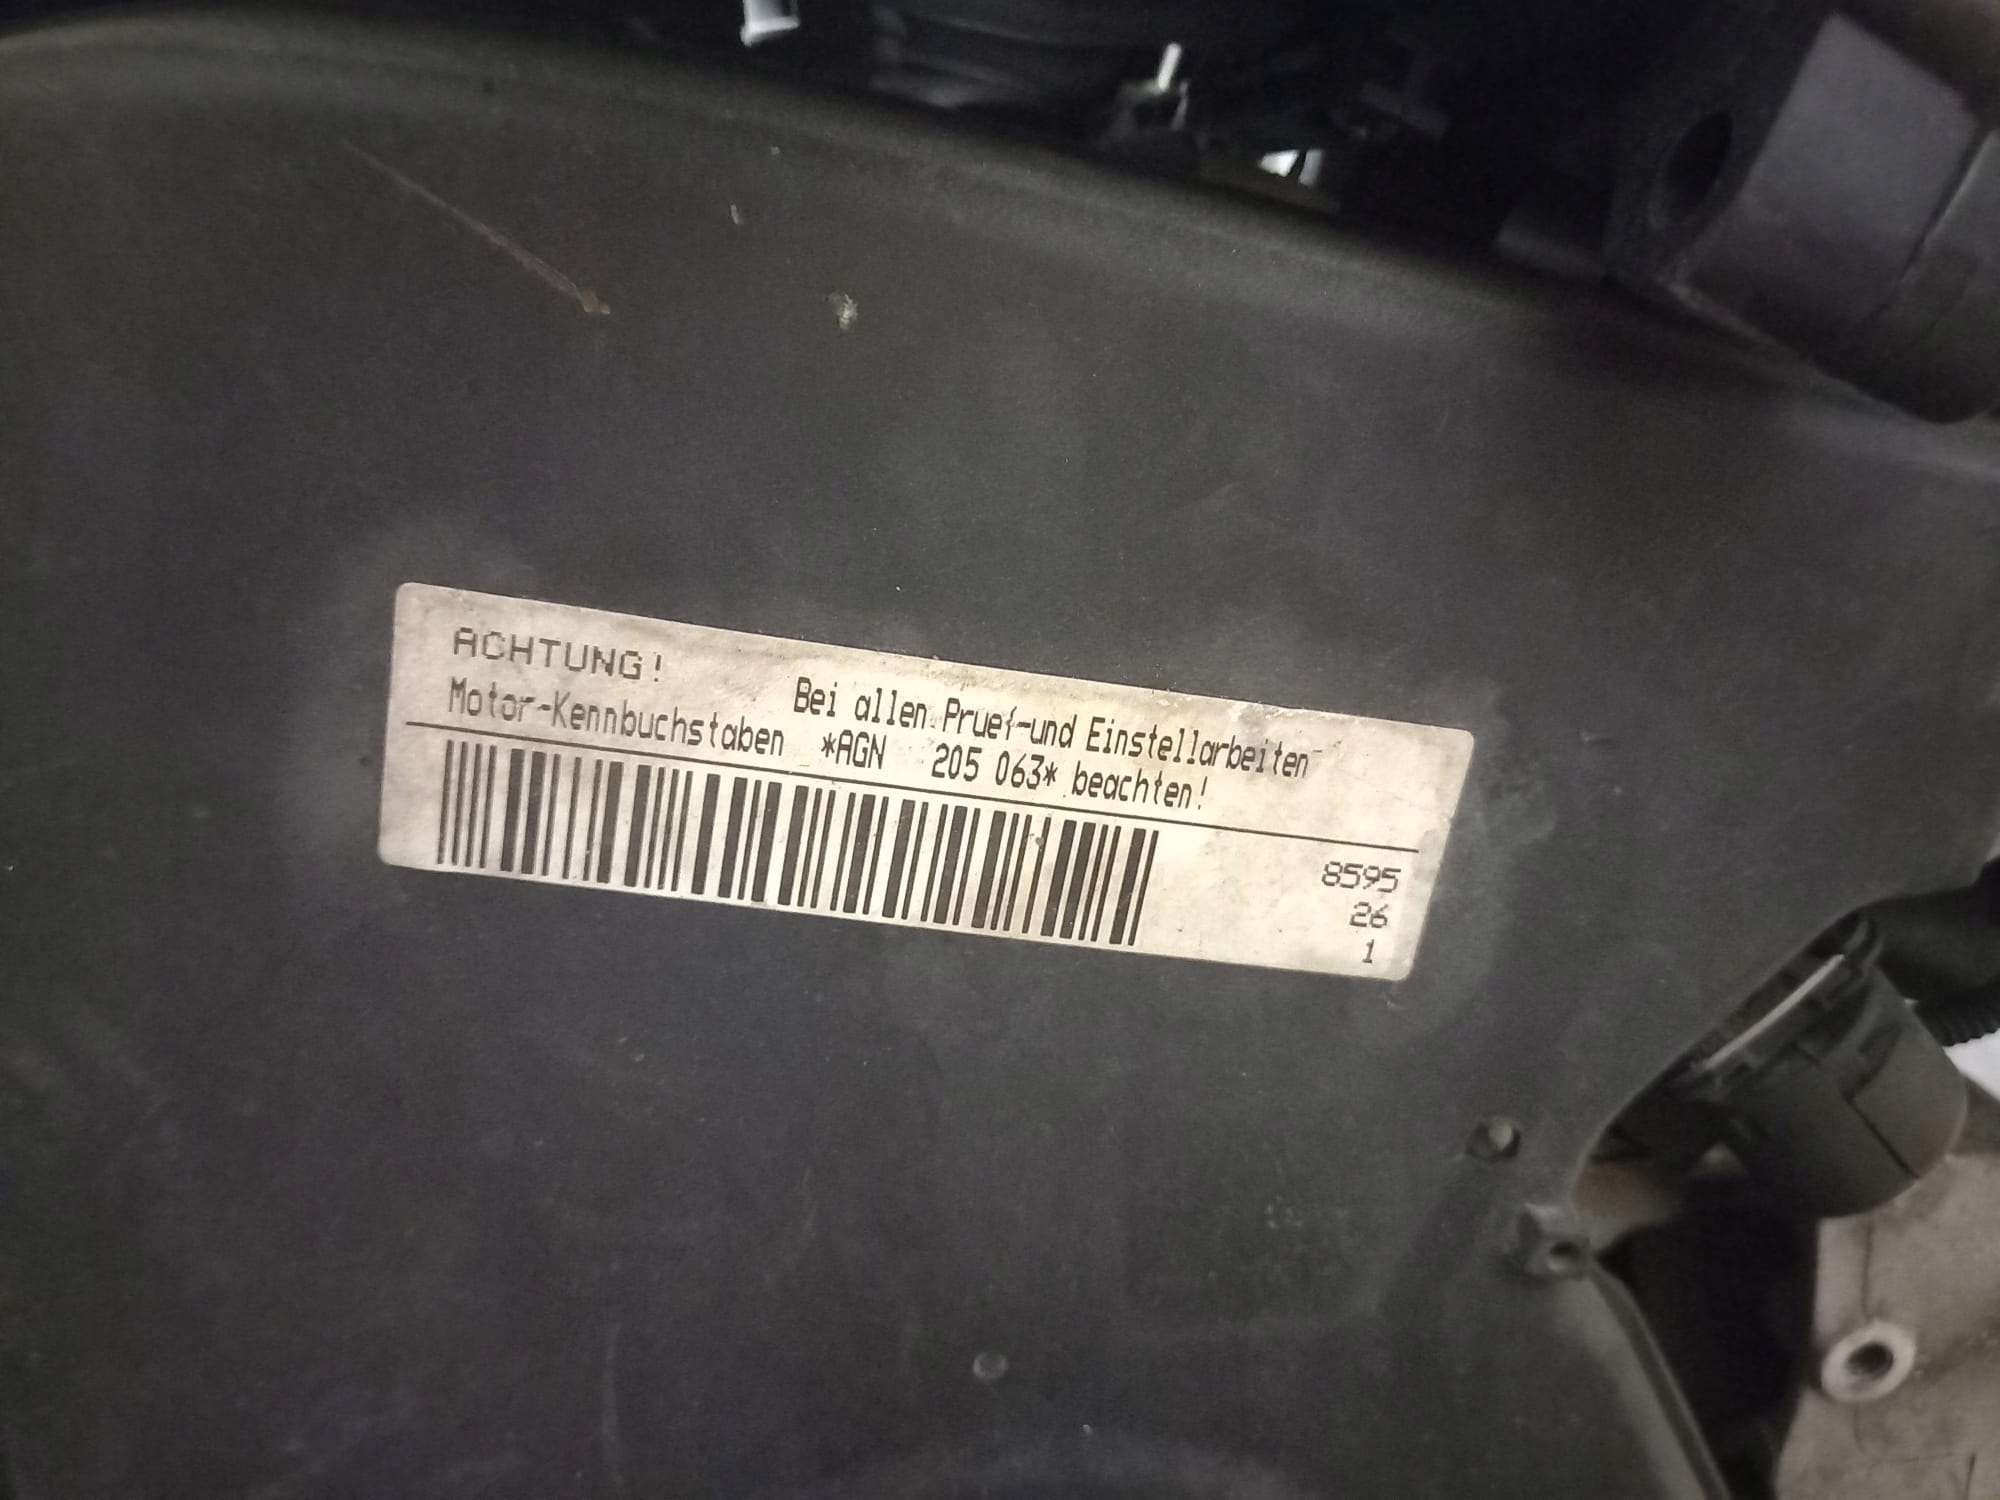 ACHTUNG!
Bei allen Pruef-und Einstellarbeiten
Motor-Kennbuchstaben *AGN 205 063* beachten!
8595
26
1